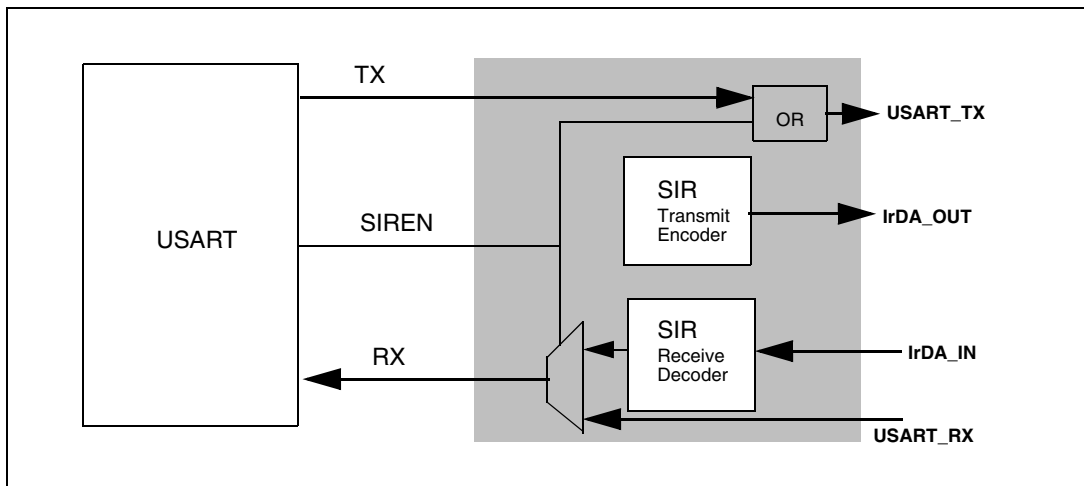 TX
OR
USART_TX
SIR
Transmit
Encoder
IrDA_OUT
USART
SIREN
SIR
Receive
Decoder
IrDA_IN
RX
USART_RX